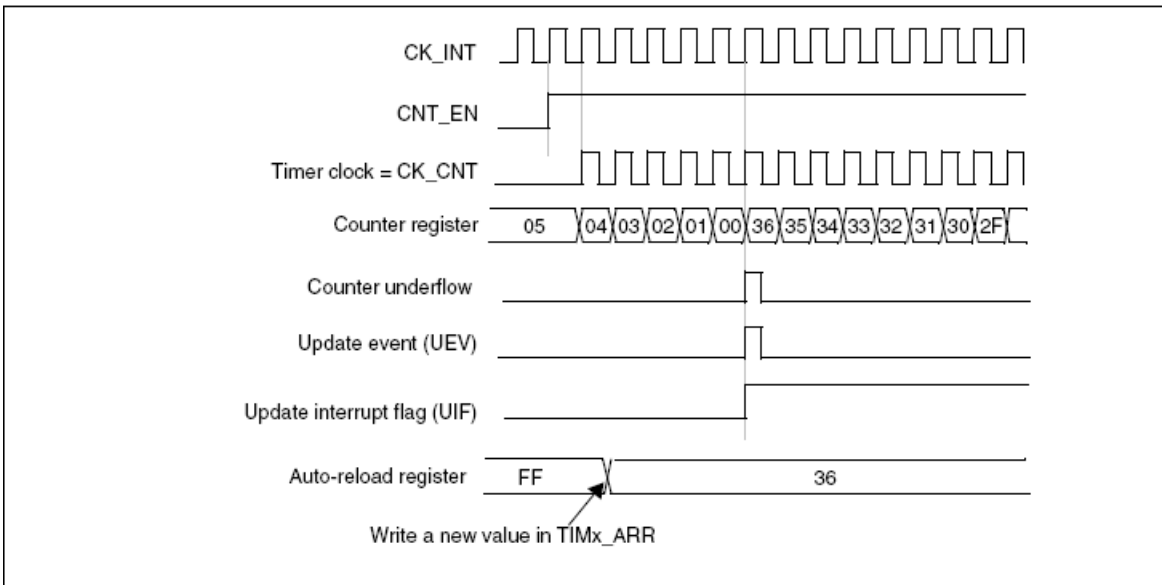 CK_INT
CNT_EN
Timer clock = CK_CNT
Counter register 05 04 03 02 01 00 36 35 34 33 32 31 30 2F
Counter underflow
Update event (UEV)
Update interrupt flag (UIF)
Auto-reload register FF 36
Write a new value in TIMx_ARR